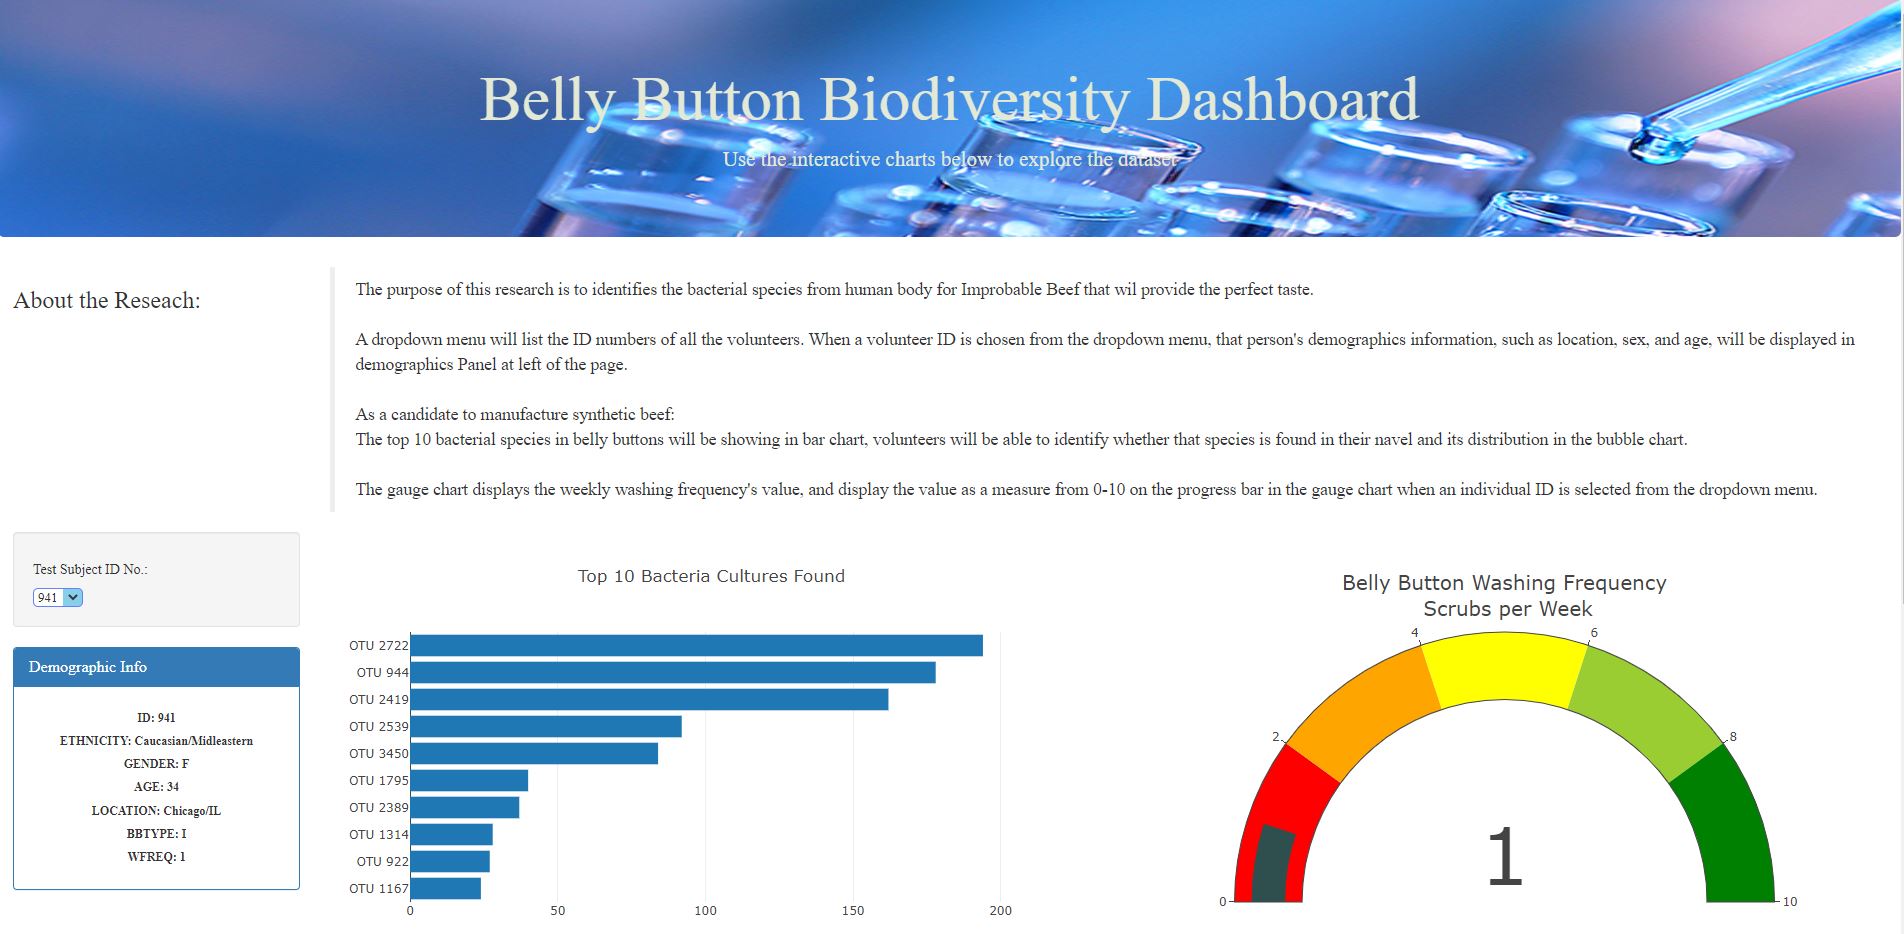 Belly Button Biodiversity Dashboard
Use the interactive charts below to explore the dataset
About the Reseach:
The purpose of this research is to identifies the bacterial species from human body for Improbable Beef that wil provide the perfect taste.
A dropdown menu will list the ID numbers of all the volunteers. When a volunteer ID is chosen from the dropdown menu, that person's demographics information, such as location, sex, and age, will be displayed in
demographics Panel at left of the page.
As a candidate to manufacture synthetic beef:
The top 10 bacterial species in belly buttons will be showing in bar chart, volunteers will be able to identify whether that species is found in their navel and its distribution in the bubble chart.
The gauge chart displays the weekly washing frequency's value, and display the value as a measure from 0-10 on the progress bar in the gauge chart when an individual ID is selected from the dropdown menu.
Test Subject ID No.:
941
Demographic Info
ID: 941
ETHNICITY: Caucasian/Midleastern
GENDER: F
AGE: 34
LOCATION: Chicago/IL
BBTYPE: I
WFREQ: 1
Top 10 Bacteria Cultures Found
OTU 2722
OTU 944
OTU 2419
OTU 2539
OTU 3450
OTU 1795
OTU 2389
OTU 1314
OTU 922
OTU 1167
0 50 100 150 200
Belly Button Washing Frequency
Scrubs per Week
4 6
2 8
1
0 10